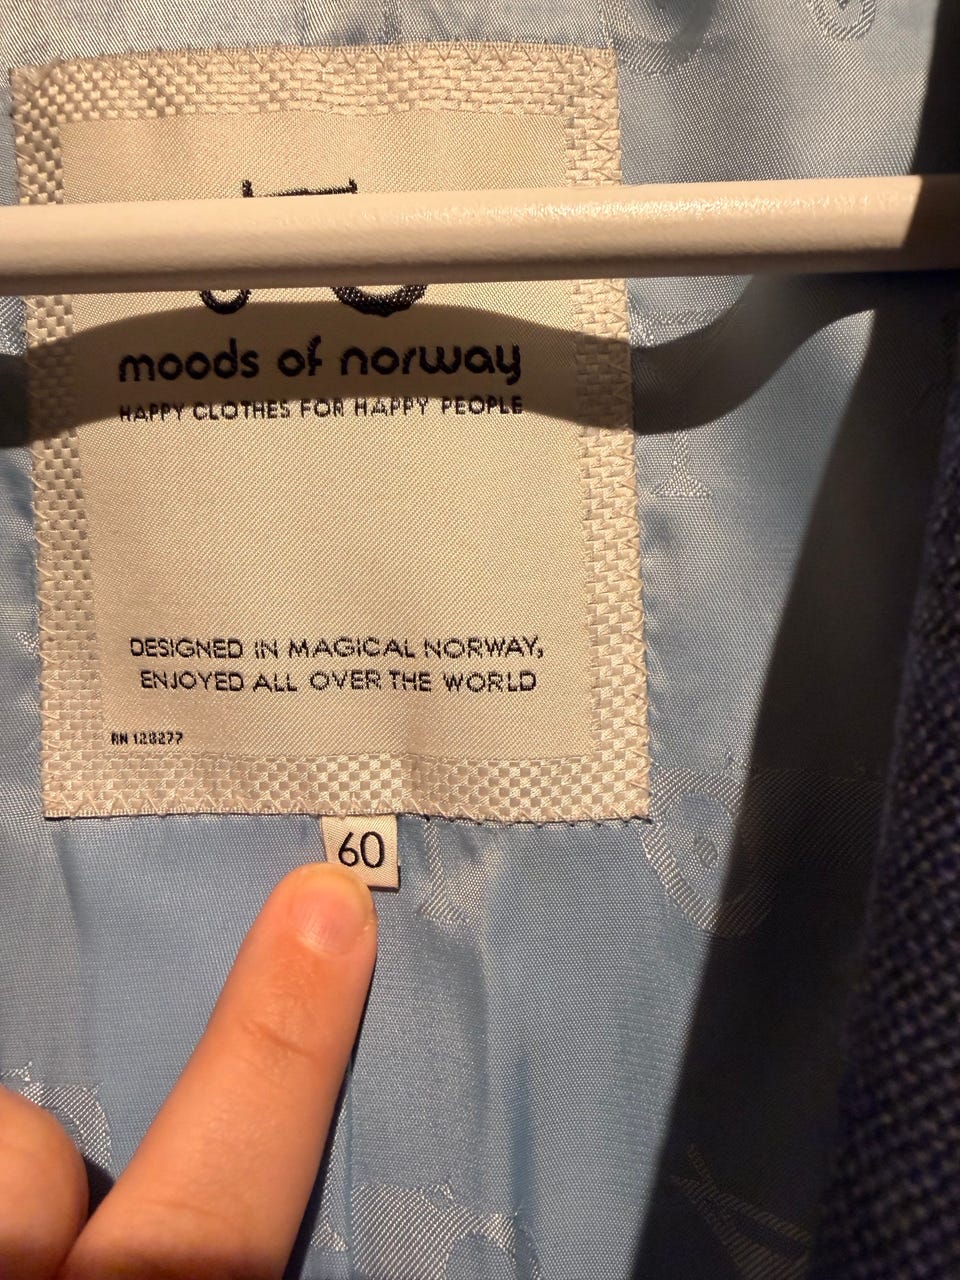 moods of norway
HAPPY CLOTHES FOR HAPPY PEOPLE
DESIGNED IN MAGICAL NORWAY,
ENJOYED ALL OVER THE WORLD
RN 128277
60